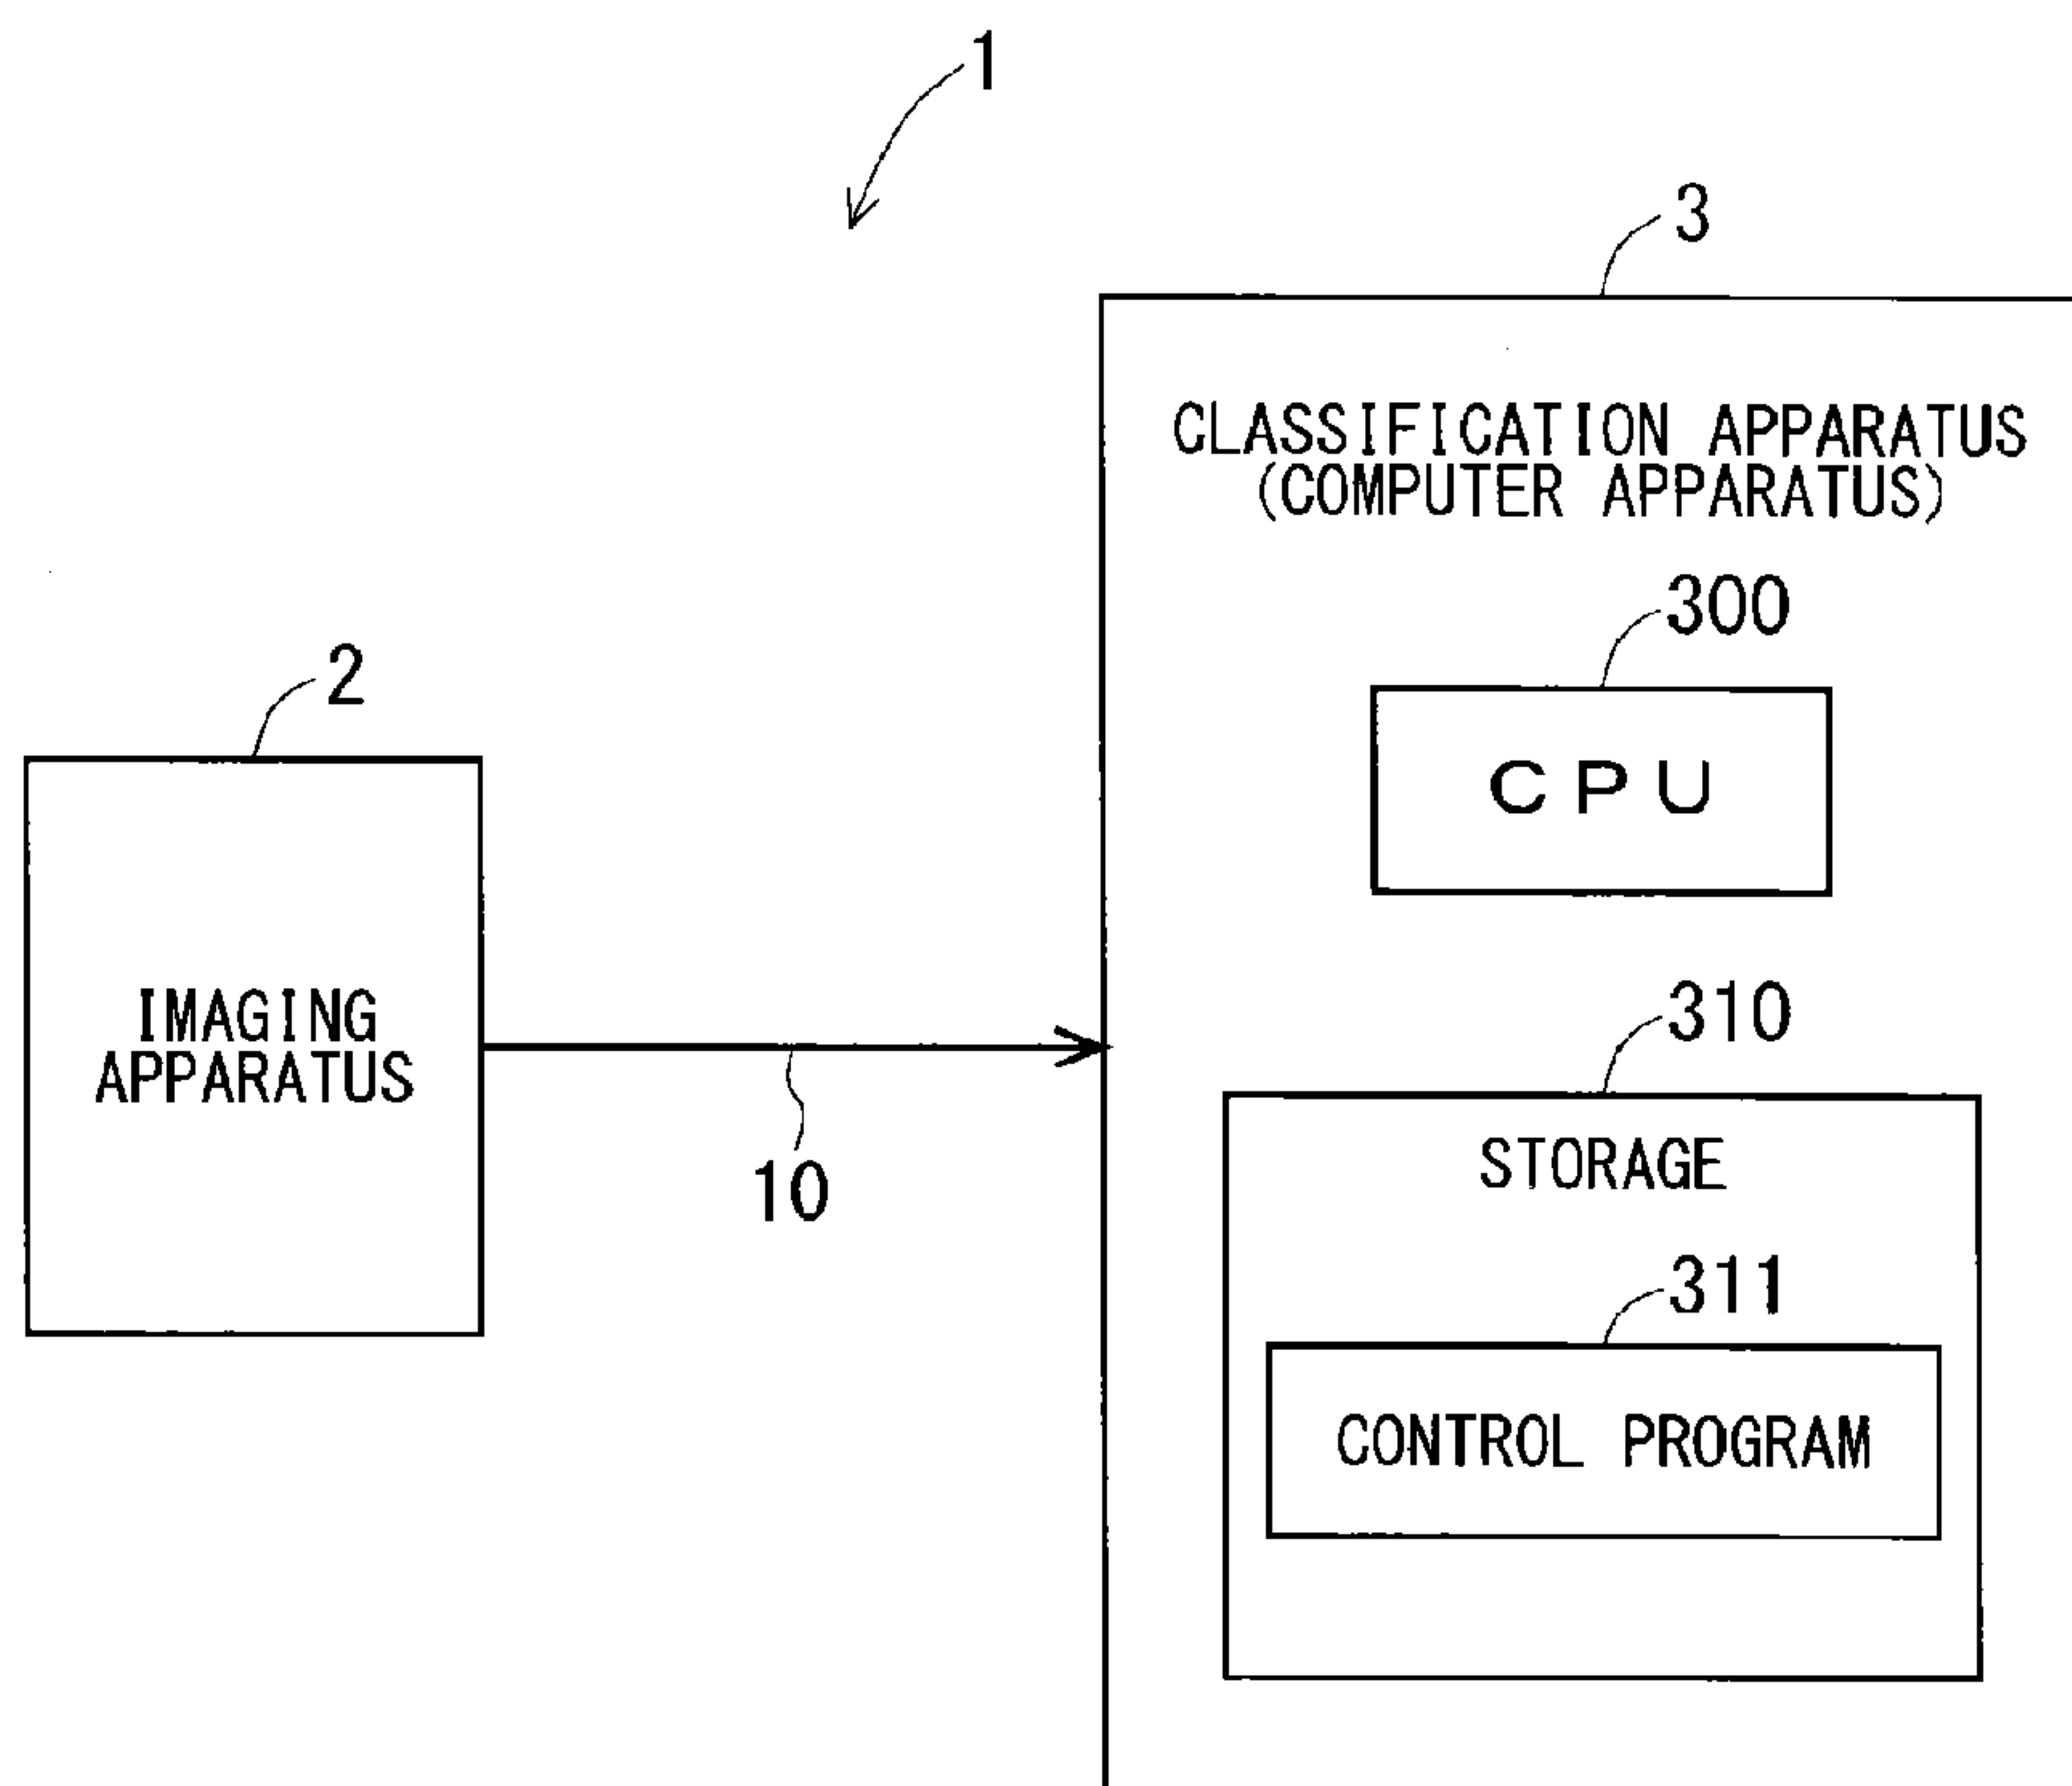 1
3
CLASSIFICATION APPARATUS
(COMPUTER APPARATUS)
300
CPU
2
IMAGING
APPARATUS
10
310
STORAGE
311
CONTROL PROGRAM